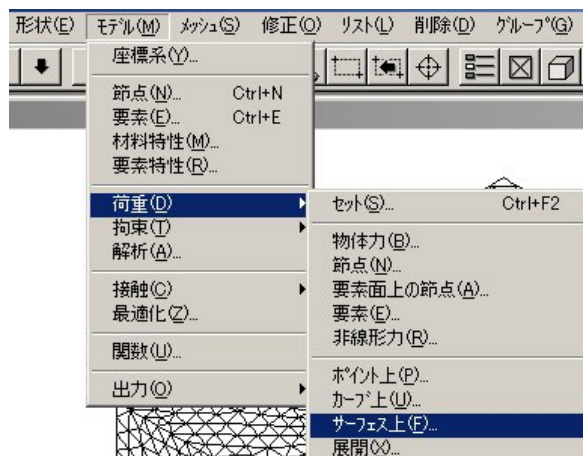 形状(E) モデル(M) メッシュ(S) 修正(O) リスト(L) 削除(D) グループ(G)
座標系(Y)...
節点(N)... Ctrl+N
要素(E)... Ctrl+E
材料特性(M)...
要素特性(R)...
荷重(D)
拘束(T)
解析(A)...
接触(C)
最適化(Z)...
関数(U)...
出力(O)
セット(S)... Ctrl+F2
物体力(B)...
節点(N)...
要素面上の節点(A)...
要素(E)...
非線形力(R)...
ポイント上(P)...
カーブ上(U)...
サーフェス上(F)...
展開(X)...